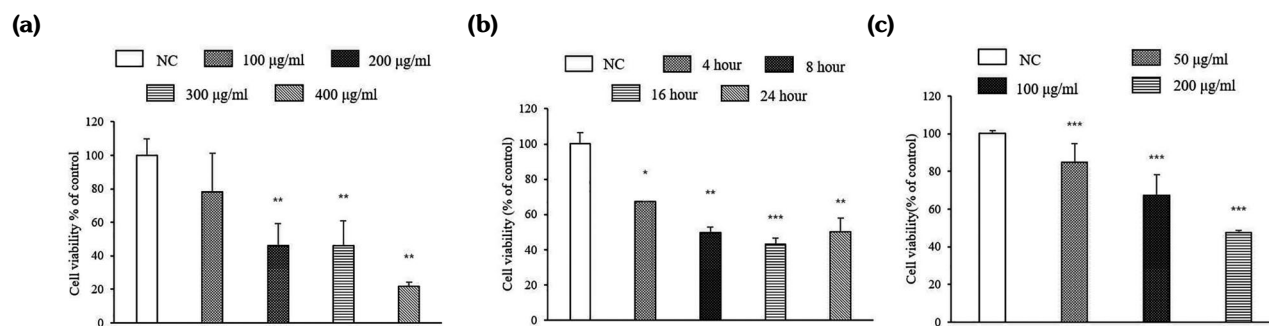 (a)
NC
100 µg/ml
200 µg/ml
300 µg/ml
400 µg/ml
Cell viability % of control
120
100
80
60
40
20
0
**
**
**
(b)
NC
4 hour
8 hour
16 hour
24 hour
Cell viability (% of control)
120
100
80
60
40
20
0
*
**
***
**
(c)
NC
50 µg/ml
100 µg/ml
200 µg/ml
Cell viability(% of control)
120
100
80
60
40
20
0
***
***
***